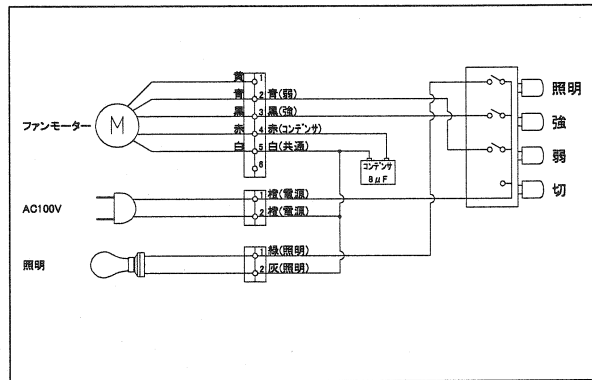 ファンモーター
M
黄 1
青 2 青(弱)
黒 3 黒(強)
赤 4 赤(コンデンサ)
白 5 白(共通)
6
コンデンサ
8μF
AC100V
1 橙(電源)
2 橙(電源)
照明
1 緑(照明)
2 灰(照明)
照明
強
弱
切